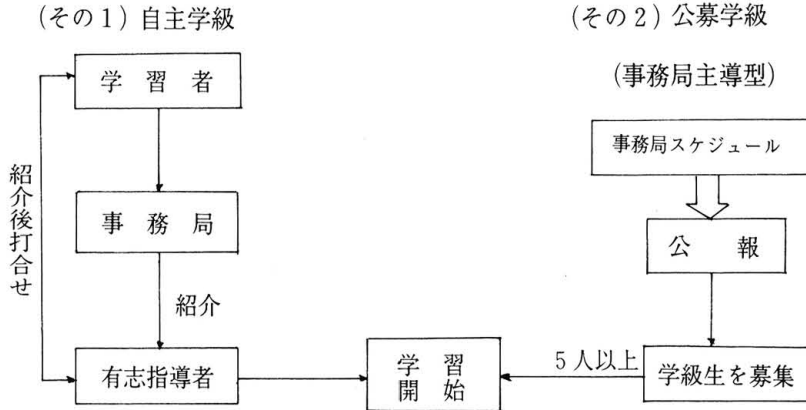 (その1) 自主学級
学習者
事務局
紹介
紹介後打合せ
有志指導者
学習
開始
(その2) 公募学級
(事務局主導型)
事務局スケジュール
公報
学級生を募集
5人以上